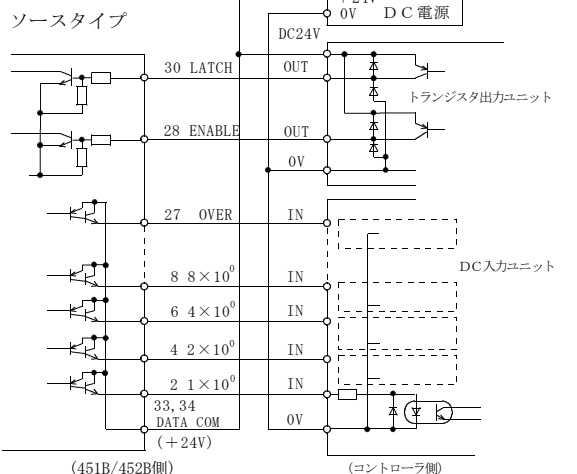 ソースタイプ
+24V
0V DC電源
DC24V
30 LATCH OUT
トランジスタ出力ユニット
28 ENABLE OUT
0V
27 OVER IN
DC入力ユニット
8 8×10⁰ IN
6 4×10⁰ IN
4 2×10⁰ IN
2 1×10⁰ IN
33,34
DATA COM 0V
(+24V)
(451B/452B側) (コントローラ側)